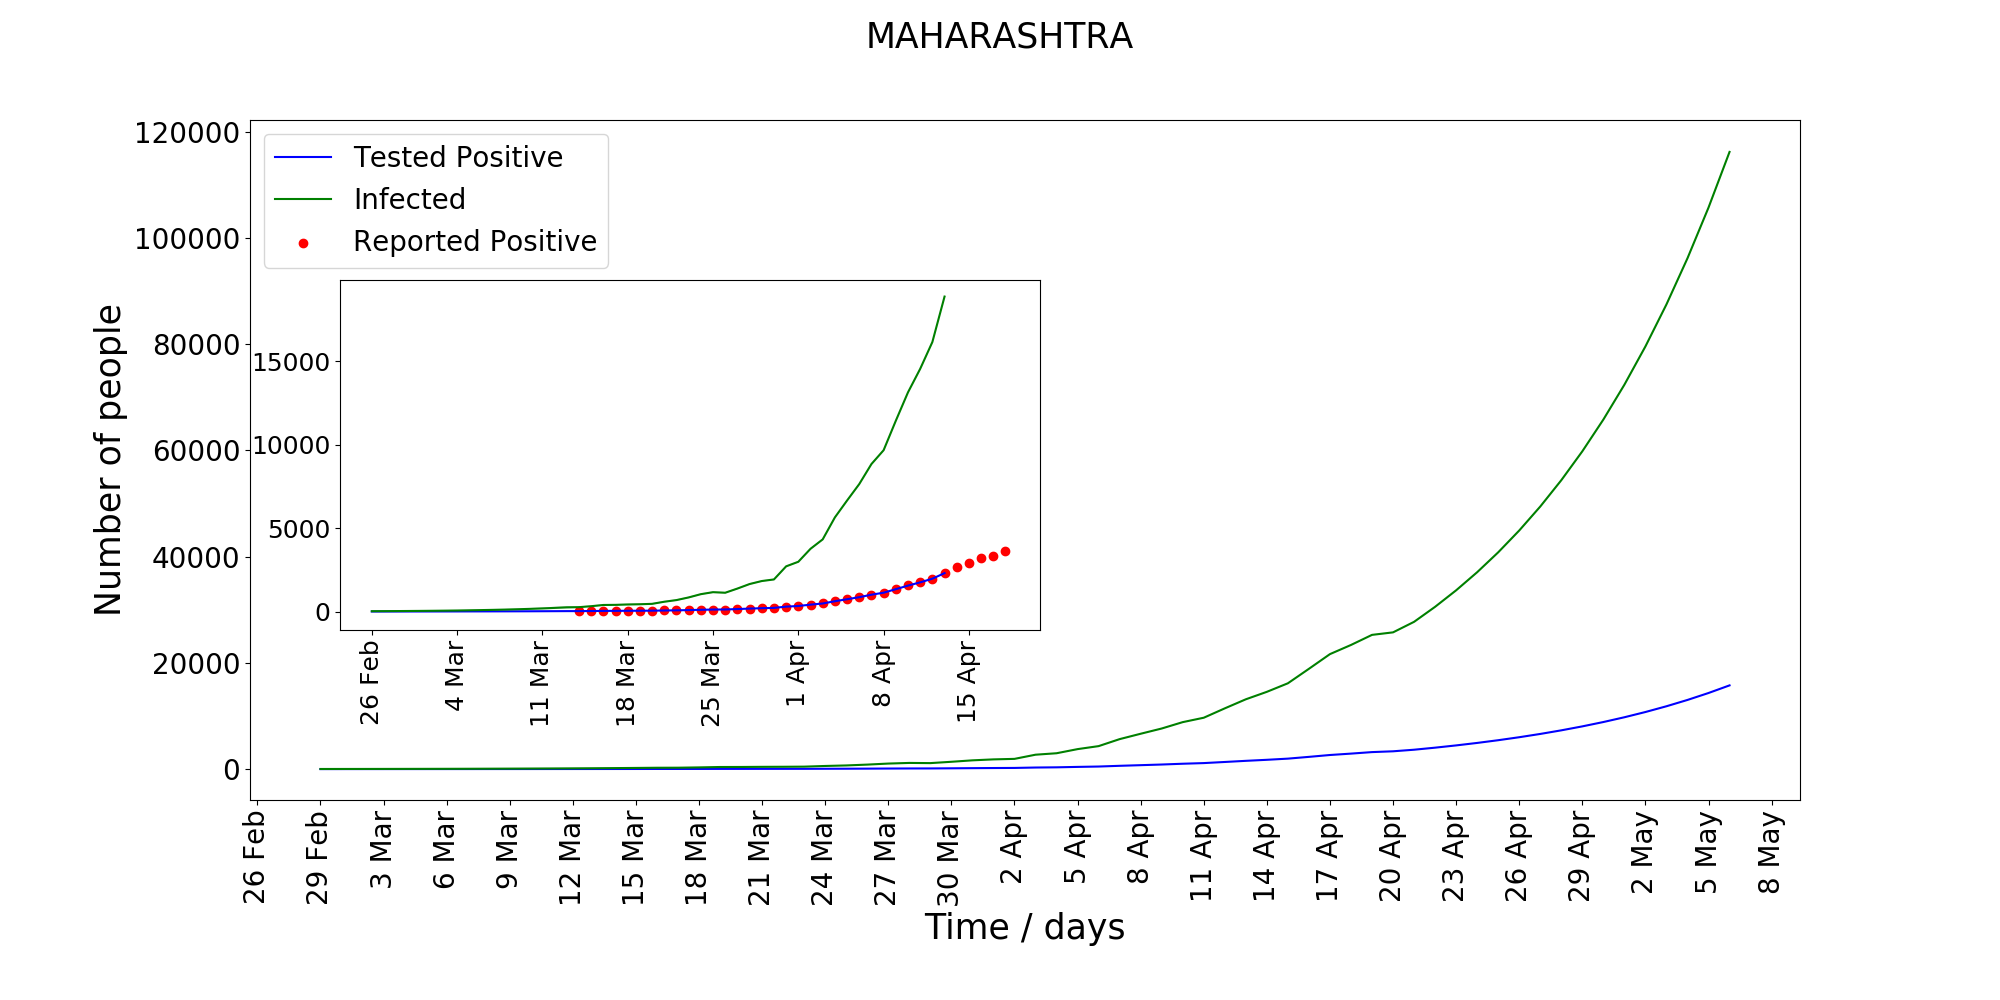 MAHARASHTRA
Tested Positive
Infected
Reported Positive
120000
100000
80000
60000
40000
20000
0
Number of people
15000
10000
5000
0
26 Feb
4 Mar
11 Mar
18 Mar
25 Mar
1 Apr
8 Apr
15 Apr
26 Feb
29 Feb
3 Mar
6 Mar
9 Mar
12 Mar
15 Mar
18 Mar
21 Mar
24 Mar
27 Mar
30 Mar
2 Apr
5 Apr
8 Apr
11 Apr
14 Apr
17 Apr
20 Apr
23 Apr
26 Apr
29 Apr
2 May
5 May
8 May
Time / days